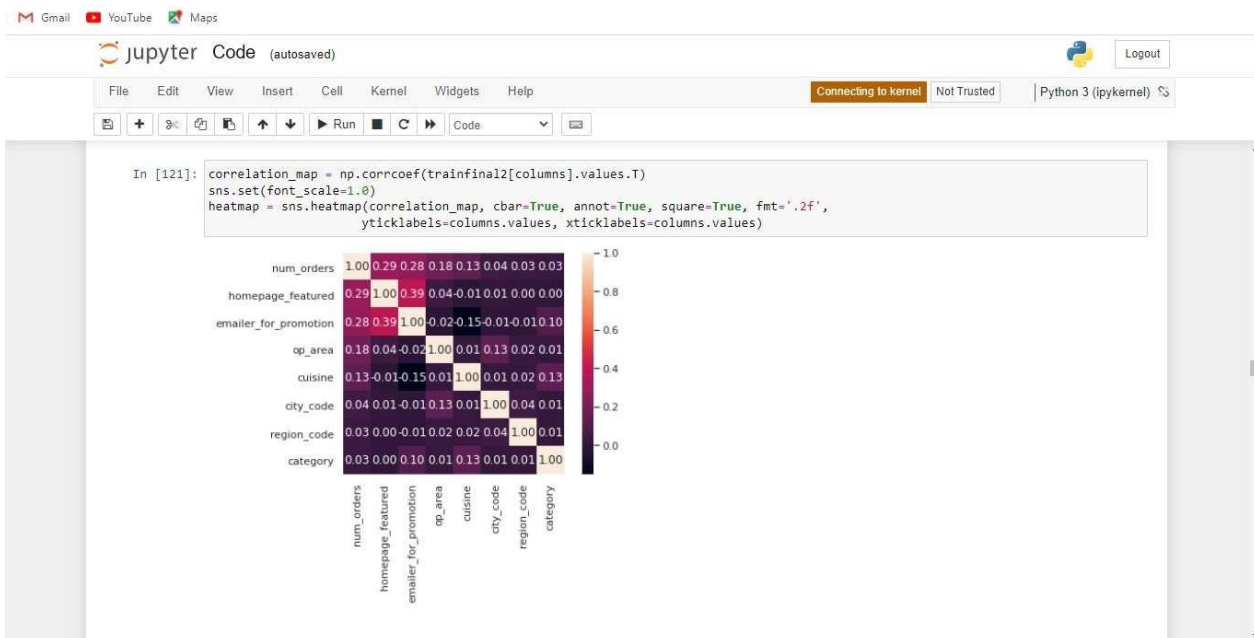 Gmail YouTube Maps
jupyter Code (autosaved) Logout
File Edit View Insert Cell Kernel Widgets Help Connecting to kernel Not Trusted Python 3 (ipykernel)
Run Code
In [121]: correlation_map = np.corrcoef(trainfinal2[columns].values.T)
sns.set(font_scale=1.0)
heatmap = sns.heatmap(correlation_map, cbar=True, annot=True, square=True, fmt='.2f',
yticklabels=columns.values, xticklabels=columns.values)
num_orders 1.00 0.29 0.28 0.18 0.13 0.04 0.03 0.03
homepage_featured 0.29 1.00 0.39 0.04 -0.01 0.01 0.00 0.00
emailer_for_promotion 0.28 0.39 1.00 -0.02 -0.15 -0.01 -0.01 0.10
op_area 0.18 0.04 -0.02 1.00 0.01 0.13 0.02 0.01
cuisine 0.13 -0.01 -0.15 0.01 1.00 0.01 0.02 0.13
city_code 0.04 0.01 -0.01 0.13 0.01 1.00 0.04 0.01
region_code 0.03 0.00 -0.01 0.02 0.02 0.04 1.00 0.01
category 0.03 0.00 0.10 0.01 0.13 0.01 0.01 1.00
num_orders
homepage_featured
emailer_for_promotion
op_area
cuisine
city_code
region_code
category
1.0
0.8
0.6
0.4
0.2
0.0